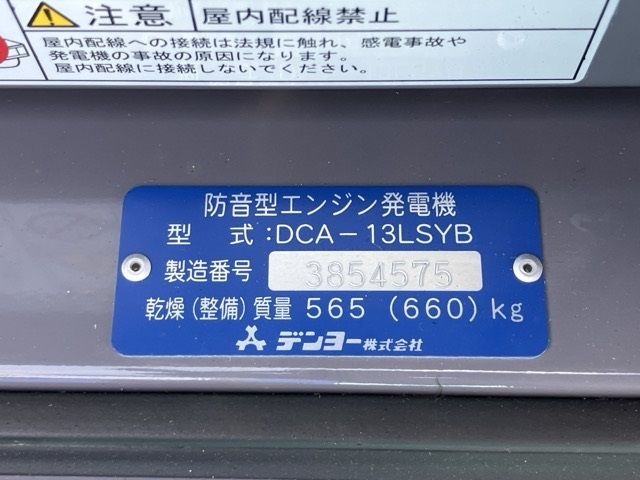 注意 屋内配線禁止
屋内配線への接続は法規に触れ、感電事故や
発電機の事故の原因になります。
屋内配線に接続しないでください。
防音型エンジン発電機
型式:DCA-13LSYB
製造番号 3854575
乾燥(整備)質量 565 (660) kg
デンヨー株式会社